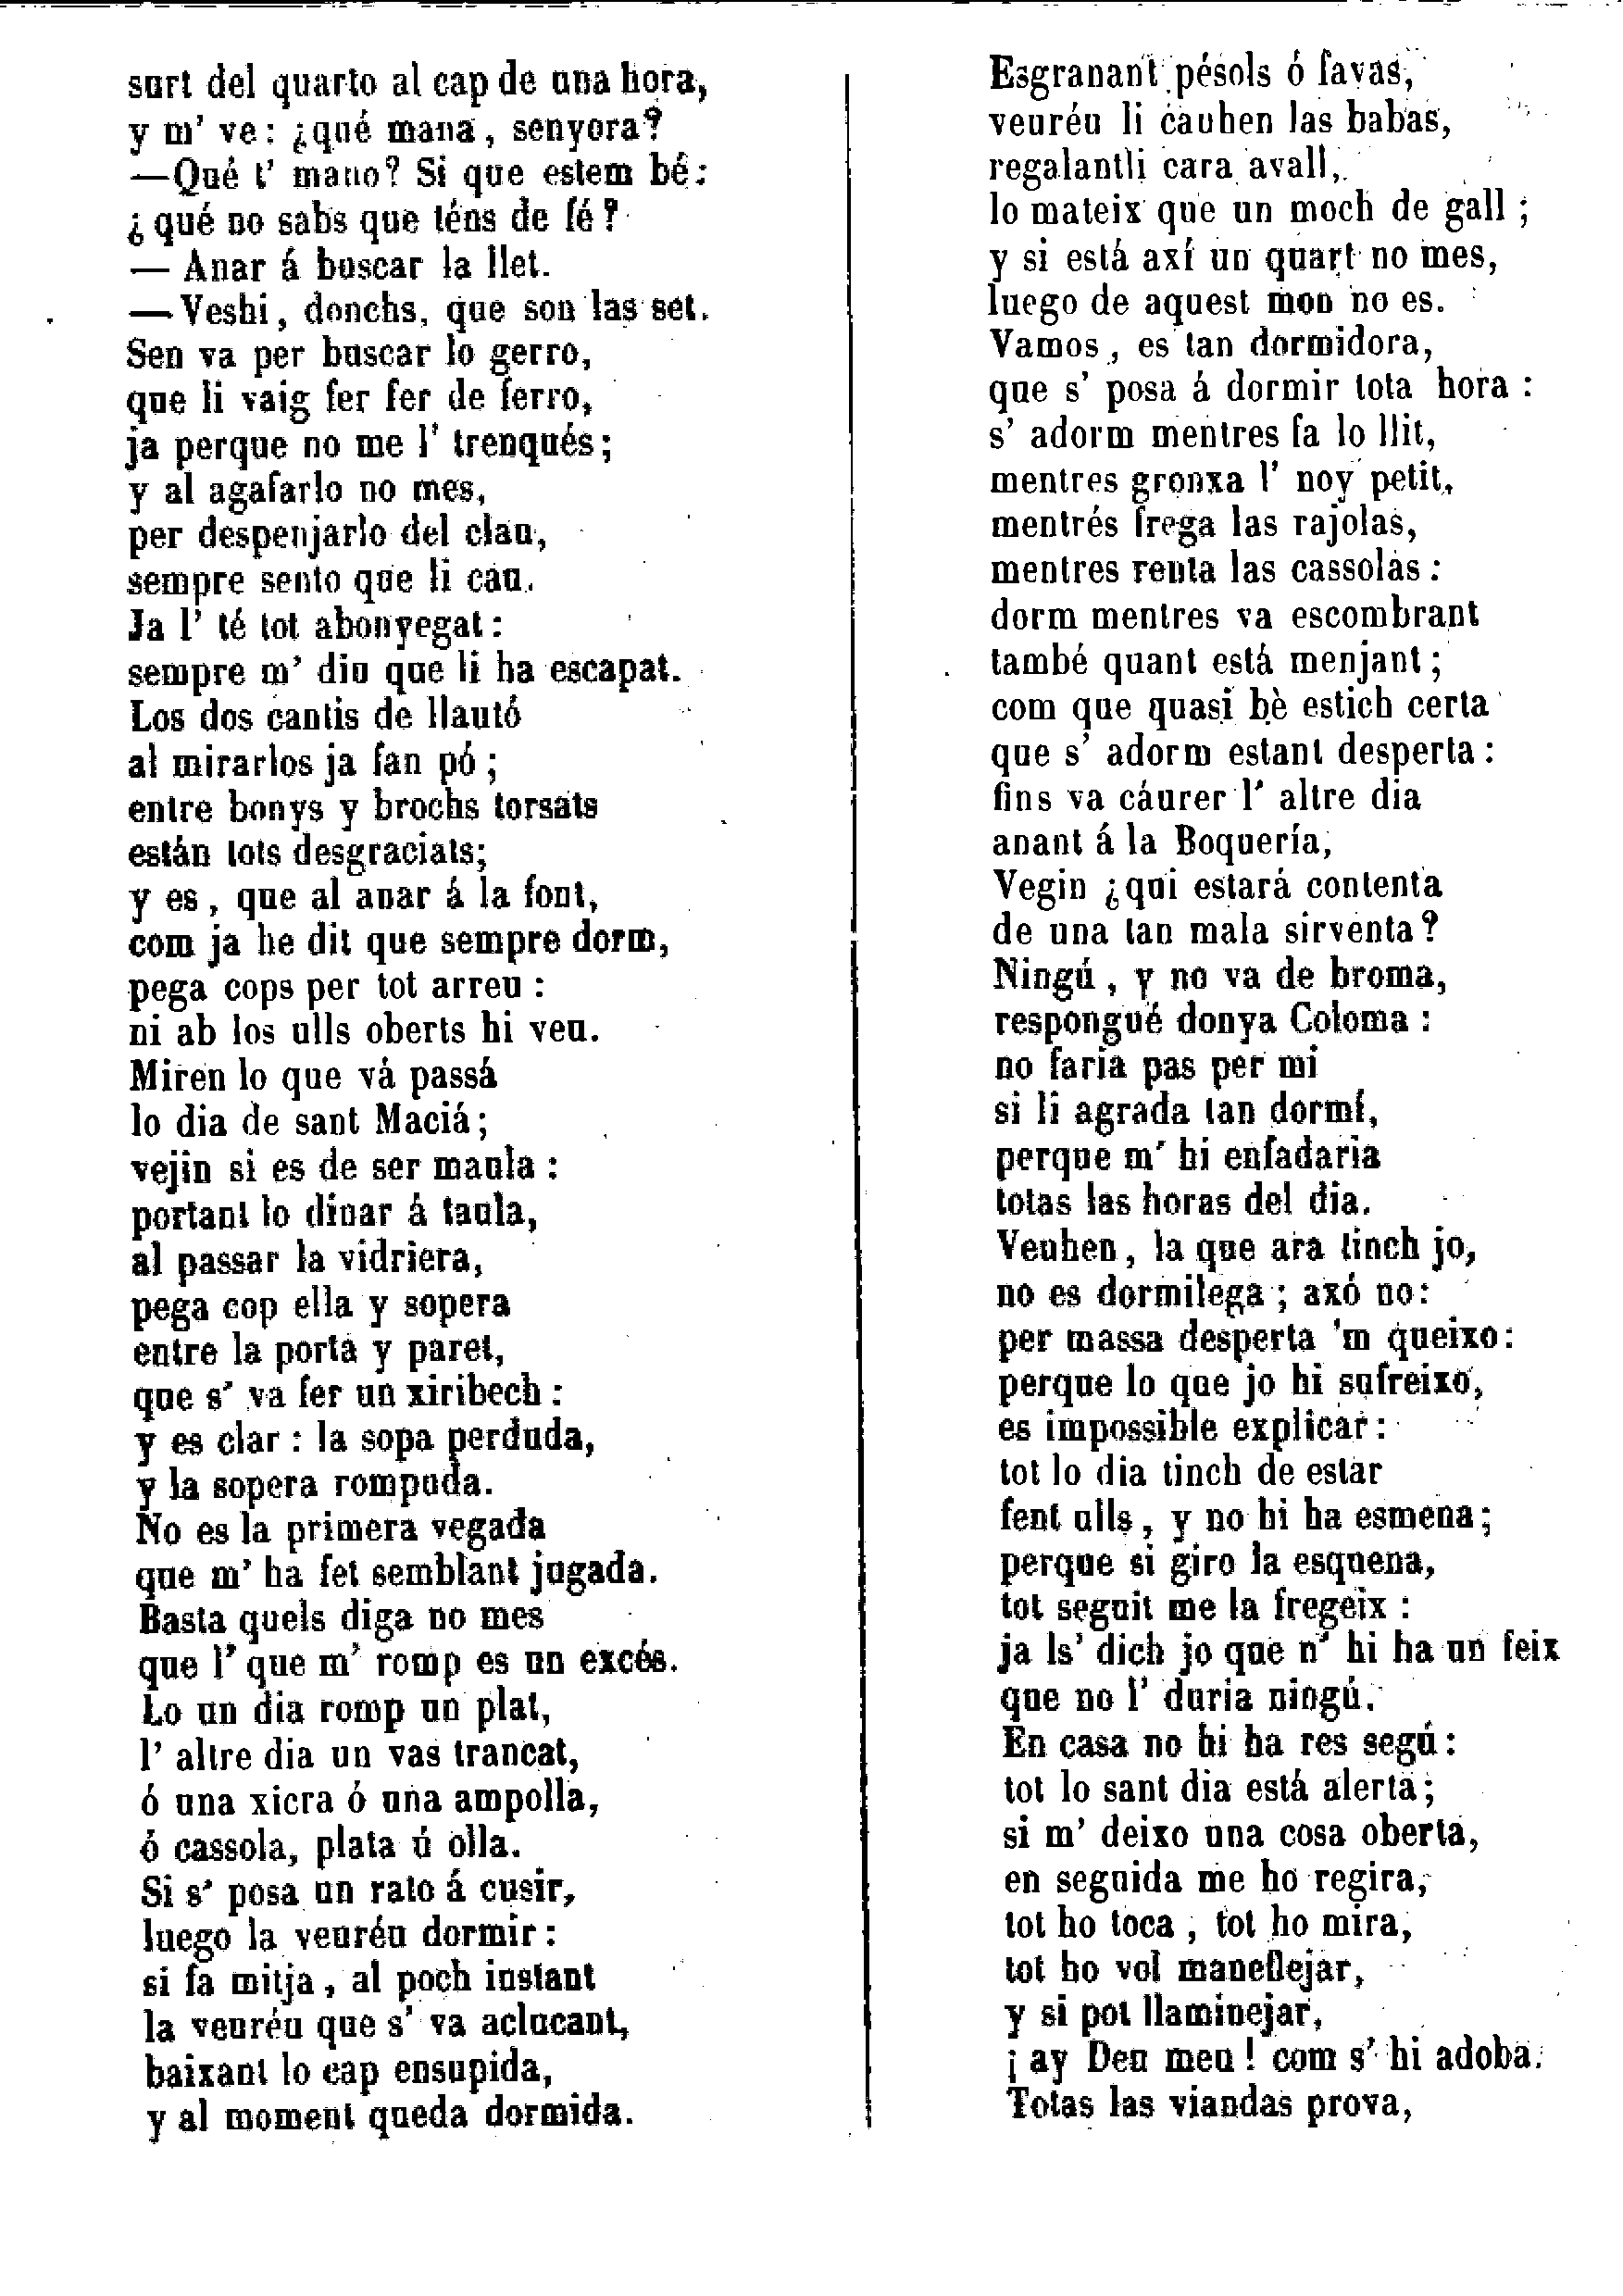 surt del quarto al cap de una hora,
y m' ve: ¿qué mana, senyora?
—Qué t' mano? Si que estem bé:
¿qué no sabs que téns de fé?
— Anar á buscar la llet.
—Veshi, donchs, que son las set.
Sen va per buscar lo gerro,
que li vaig fer fer de ferro,
ja perque no me l' trenqués;
y al agafarlo no mes,
per despenjarlo del clau,
sempre sento que li cau.
Ja l' té tot abonyegat:
sempre m' diu que li ha escapat.
Los dos cantis de llautó
al mirarlos ja fan pó;
entre bonys y brochs torsats
están tots desgraciats;
y es, que al anar á la font,
com ja he dit que sempre dorm,
pega cops per tot arreu:
ni ab los ulls oberts hi veu.
Miren lo que vá passá
lo dia de sant Maciá;
vejin si es de ser maula:
portant lo dinar á taula,
al passar la vidriera,
pega cop ella y sopera
entre la porta y paret,
que s' va fer un xiribech:
y es clar: la sopa perduda,
y la sopera rompuda.
No es la primera vegada
que m' ha fet semblant jugada.
Basta quels diga no mes
que l' que m' romp es un excés.
Lo un dia romp un plat,
l' altre dia un vas trancat,
ó una xicra ó una ampolla,
ó cassola, plata ú olla.
Si s' posa un rato á cusir,
luego la veuréu dormir:
si fa mitja, al poch instant
la veuréu que s' va aclucant,
baixant lo cap ensupida,
y al moment queda dormida.
Esgranant pésols ó favas,
veuréu li cauhen las babas,
regalantli cara avall,
lo mateix que un moch de gall;
y si está axí un quart no mes,
luego de aquest mon no es.
Vamos, es tan dormidora,
que s' posa á dormir tota hora:
s' adorm mentres fa lo llit,
mentres gronxa l' noy petit,
mentrés frega las rajolas,
mentres renta las cassolas:
dorm mentres va escombrant
també quant está menjant;
com que quasi bè estich certa
que s' adorm estant desperta:
fins va cáurer l' altre dia
anant á la Boquería,
Vegin ¿qui estará contenta
de una tan mala sirventa?
Ningú, y no va de broma,
respongué donya Coloma:
no faria pas per mi
si li agrada tan dormí,
perque m' hi enfadaria
totas las horas del dia.
Veuhen, la que ara tinch jo,
no es dormilega; axó no:
per massa desperta 'm queixo:
perque lo que jo hi sufreixo,
es impossible explicar:
tot lo dia tinch de estar
fent ulls, y no hi ha esmena;
perque si giro la esquena,
tot seguit me la fregeix:
ja ls' dich jo que n' hi ha un feix
que no l' duria ningú.
En casa no hi ha res segú:
tot lo sant dia está alerta;
si m' deixo una cosa oberta,
en seguida me ho regira,
tot ho toca, tot ho mira,
tot ho vol maneflejar,
y si pot llaminejar,
¡ay Deu meu! com s' hi adoba.
Totas las viandas prova,